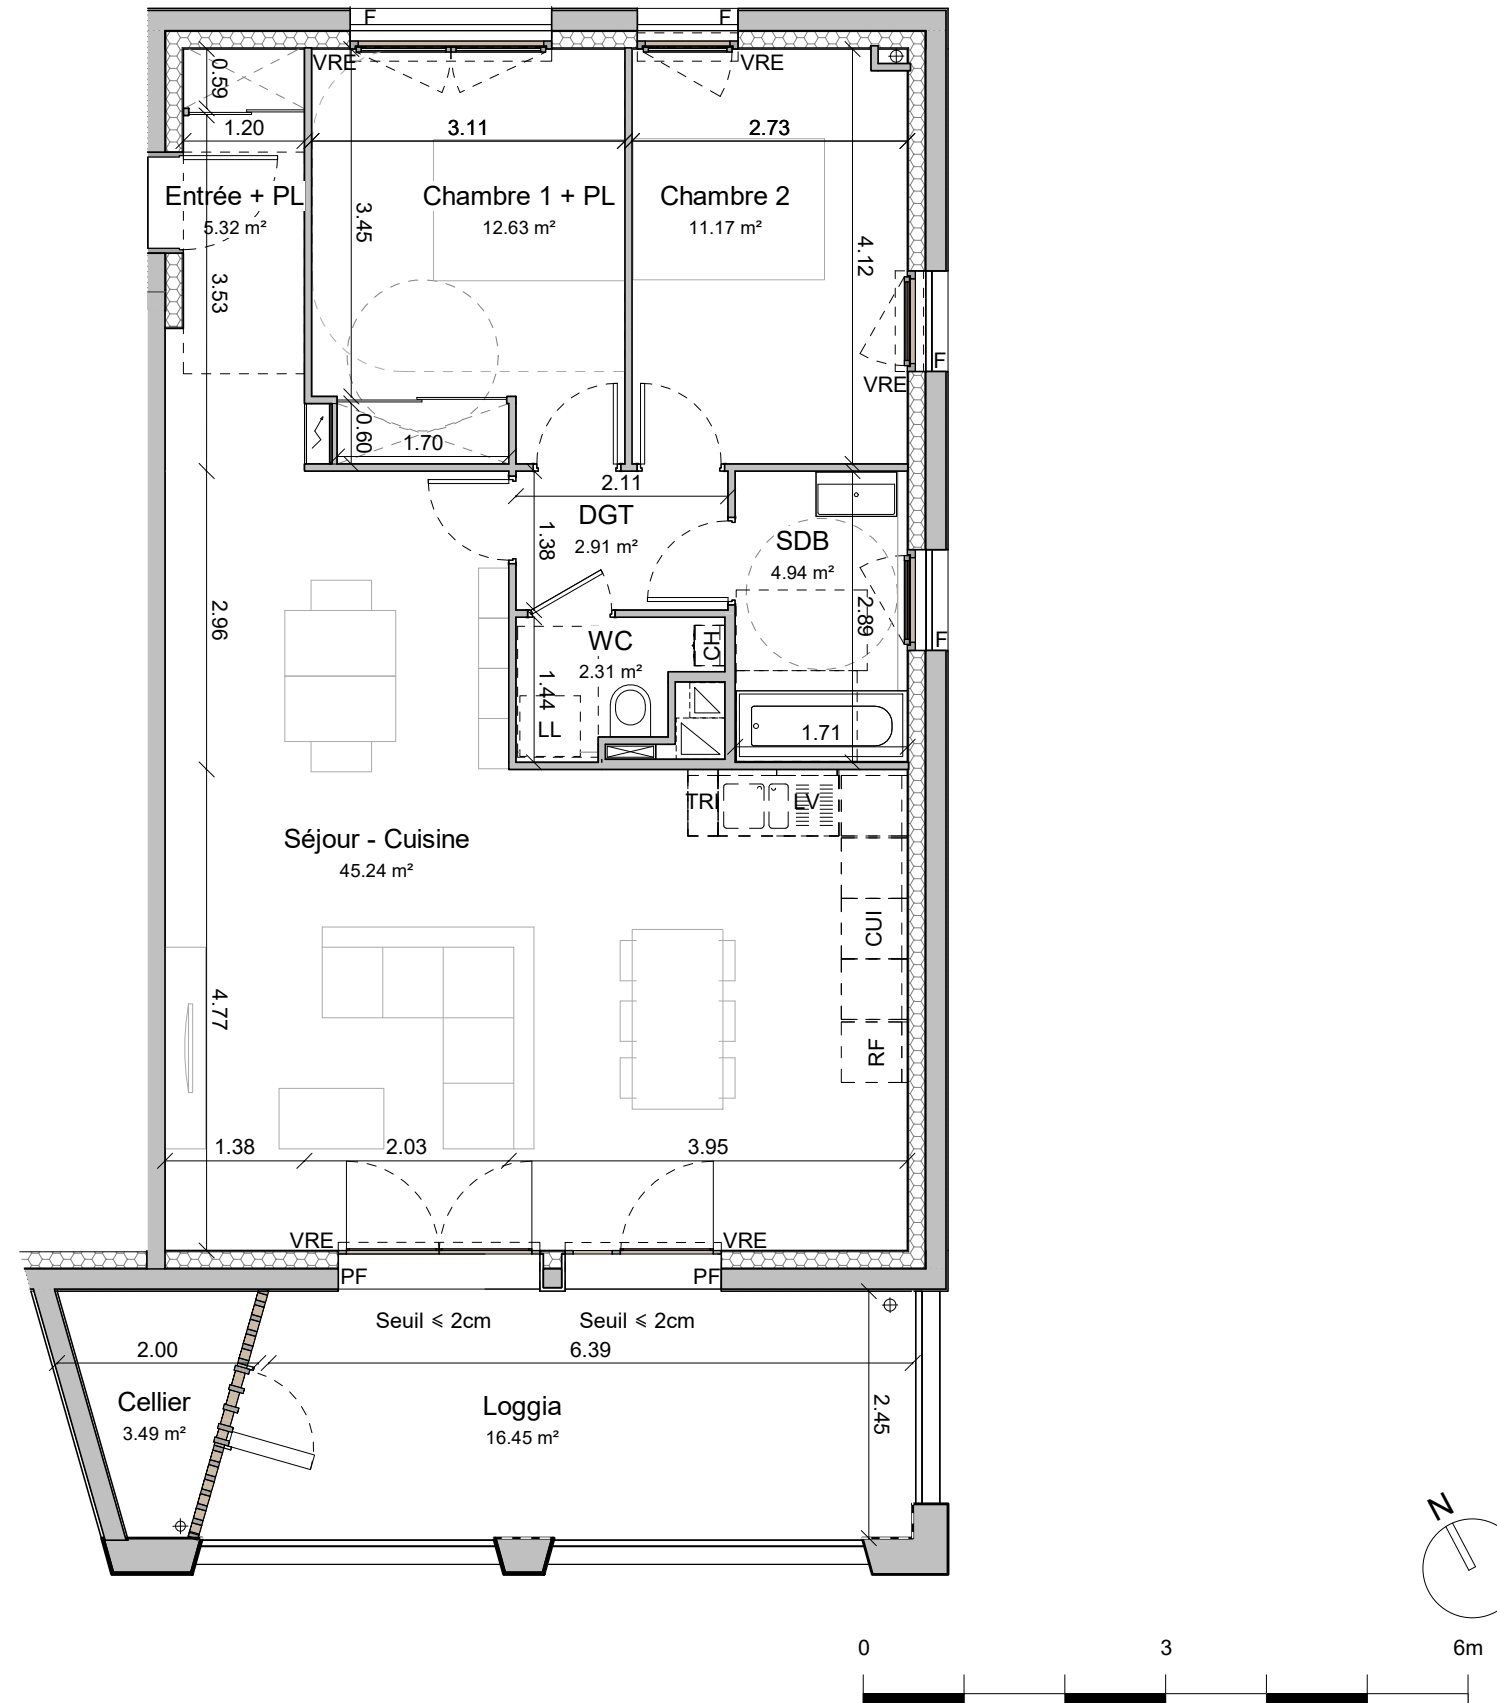 F
F
VRE
VRE
0.59
1.20
3.11
2.73
Entrée + PL
5.32 m²
Chambre 1 + PL
12.63 m²
Chambre 2
11.17 m²
3.45
4.12
3.53
F
VRE
0.60
1.70
2.11
DGT
2.91 m²
1.38
SDB
4.94 m²
2.96
2.89
F
WC
2.31 m²
CH
1.44
LL
1.71
TRI
LV
Séjour - Cuisine
45.24 m²
CUI
4.77
RF
1.38
2.03
3.95
VRE
VRE
PF
PF
Seuil ⩽ 2cm
Seuil ⩽ 2cm
2.00
6.39
Cellier
3.49 m²
Loggia
16.45 m²
2.45
N
0
3
6m